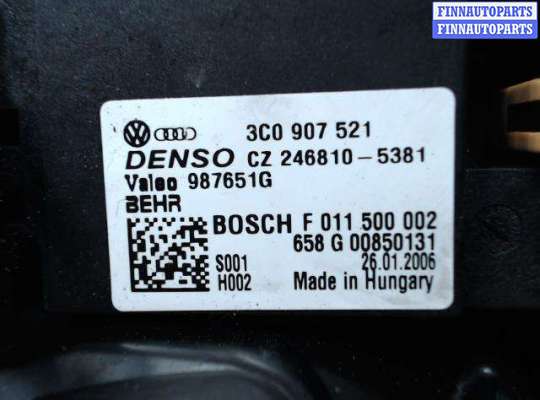 FINNAUTOPARTS
FINNAUTOPARTS
3C0 907 521
DENSO CZ 246810-5381
Valeo 987651G
BEHR
BOSCH F 011 500 002
658 G 00850131
S001 26.01.2006
H002 Made in Hungary